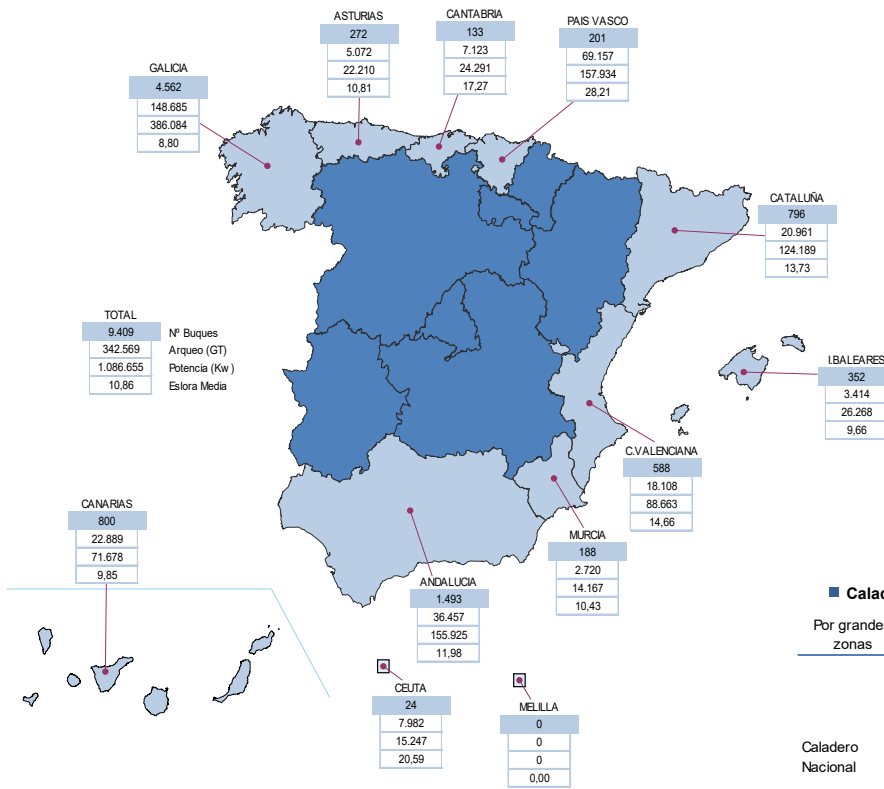 ASTURIAS
272
5.072
22.210
10,81
CANTABRIA
133
7.123
24.291
17,27
PAIS VASCO
201
69.157
157.934
28,21
GALICIA
4.562
148.685
386.084
8,80
CATALUÑA
796
20.961
124.189
13,73
TOTAL
9.409 Nº Buques
342.569 Arqueo (GT)
1.086.655 Potencia (Kw)
10,86 Eslora Media
I.BALEARES
352
3.414
26.268
9,66
C.VALENCIANA
588
18.108
88.663
14,66
CANARIAS
800
22.889
71.678
9,85
MURCIA
188
2.720
14.167
10,43
ANDALUCIA
1.493
36.457
155.925
11,98
CEUTA
24
7.982
15.247
20,59
MELILLA
0
0
0
0,00
Calad
Por grande
zonas
Caladero
Nacional